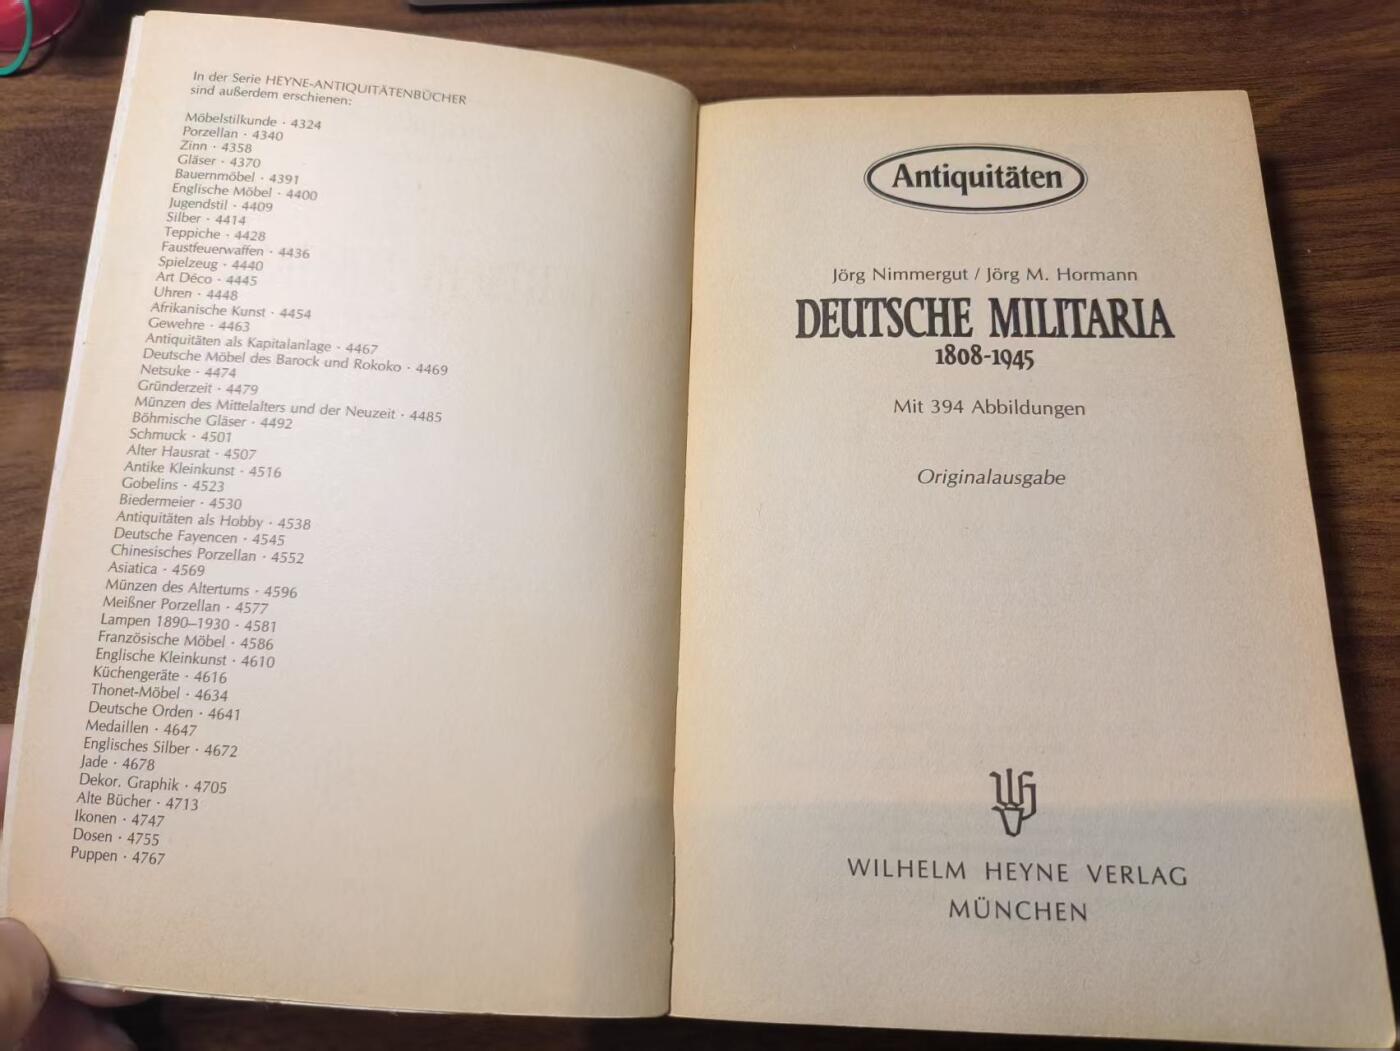 In der Serie HEYNE-ANTIQUITÄTENBÜCHER
sind außerdem erschienen:
Möbelstilkunde · 4324
Porzellan · 4340
Zinn · 4358
Gläser · 4370
Bauernmöbel · 4391
Englische Möbel · 4400
Jugendstil · 4409
Silber · 4414
Teppiche · 4428
Faustfeuerwaffen · 4436
Spielzeug · 4440
Art Déco · 4445
Uhren · 4448
Afrikanische Kunst · 4454
Gewehre · 4463
Antiquitäten als Kapitalanlage · 4467
Deutsche Möbel des Barock und Rokoko · 4469
Netsuke · 4474
Gründerzeit · 4479
Münzen des Mittelalters und der Neuzeit · 4485
Böhmische Gläser · 4492
Schmuck · 4501
Alter Hausrat · 4507
Antike Kleinkunst · 4516
Gobelins · 4523
Biedermeier · 4530
Antiquitäten als Hobby · 4538
Deutsche Fayencen · 4545
Chinesisches Porzellan · 4552
Asiatica · 4569
Münzen des Altertums · 4596
Meißner Porzellan · 4577
Lampen 1890–1930 · 4581
Französische Möbel · 4586
Englische Kleinkunst · 4610
Küchengeräte · 4616
Thonet-Möbel · 4634
Deutsche Orden · 4641
Medaillen · 4647
Englisches Silber · 4672
Jade · 4678
Dekor. Graphik · 4705
Alte Bücher · 4713
Ikonen · 4747
Dosen · 4755
Puppen · 4767
Antiquitäten
Jörg Nimmergut / Jörg M. Hormann
DEUTSCHE MILITARIA
1808-1945
Mit 394 Abbildungen
Originalausgabe
WILHELM HEYNE VERLAG
MÜNCHEN